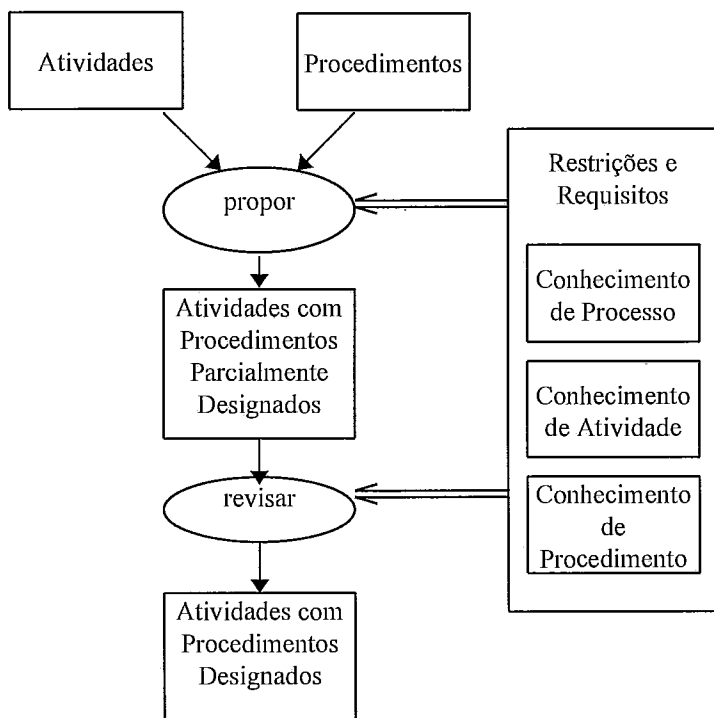 Atividades
Procedimentos
propor
Restrições e
Requisitos
Conhecimento
de Processo
Atividades com
Procedimentos
Parcialmente
Designados
Conhecimento
de Atividade
revisar
Conhecimento
de
Procedimento
Atividades com
Procedimentos
Designados